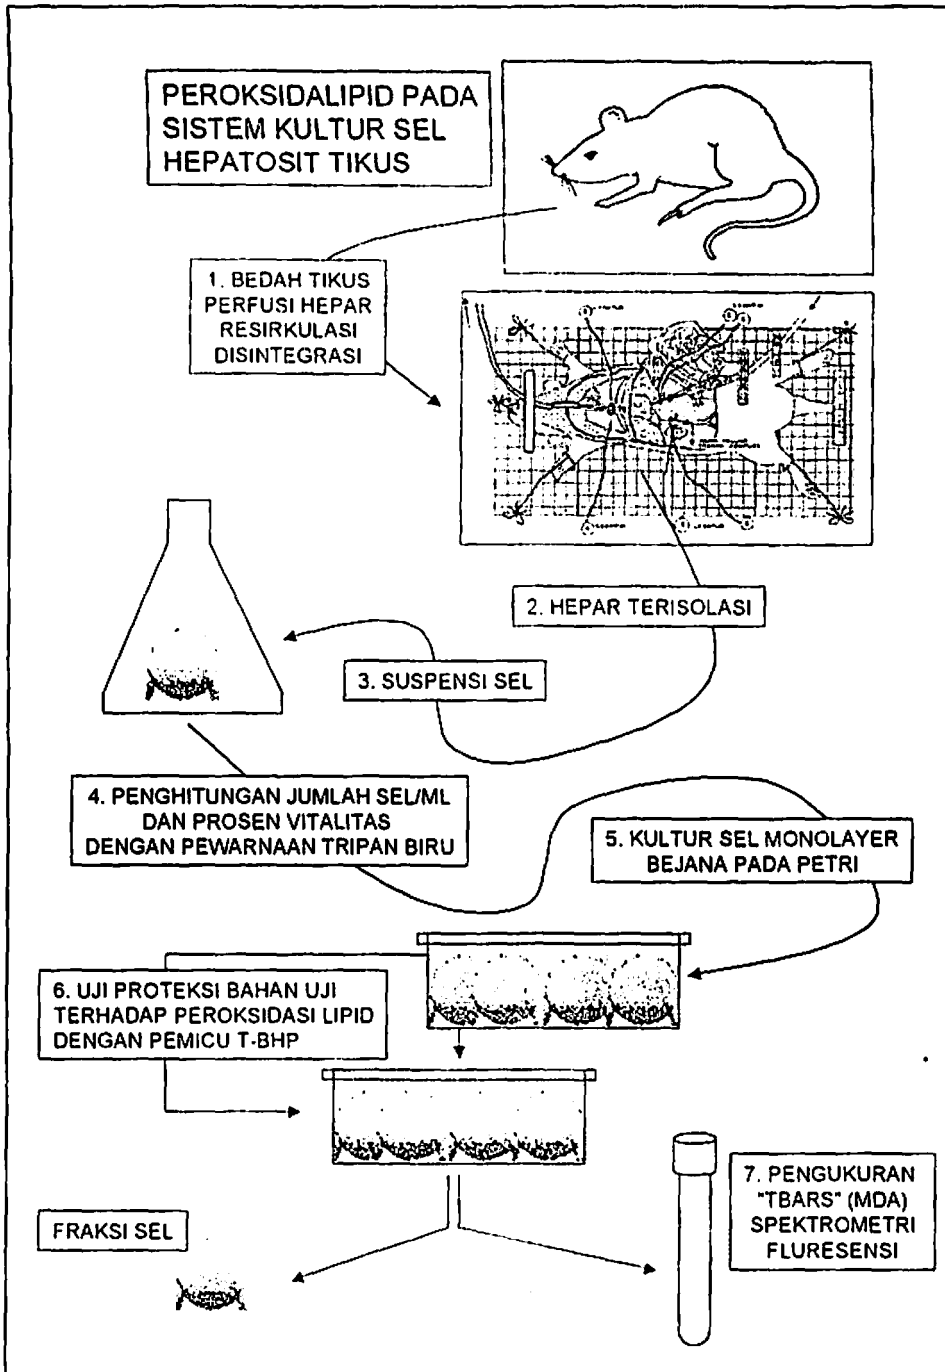 PEROKSIDALIPID PADA
SISTEM KULTUR SEL
HEPATOSIT TIKUS
1. BEDAH TIKUS
PERFUSI HEPAR
RESIRKULASI
DISINTEGRASI
2. HEPAR TERISOLASI
3. SUSPENSI SEL
4. PENGHITUNGAN JUMLAH SEL/ML
DAN PROSEN VITALITAS
DENGAN PEWARNAAN TRIPAN BIRU
5. KULTUR SEL MONOLAYER
BEJANA PADA PETRI
6. UJI PROTEKSI BAHAN UJI
TERHADAP PEROKSIDASI LIPID
DENGAN PEMICU T-BHP
FRAKSI SEL
7. PENGUKURAN
"TBARS" (MDA)
SPEKTROMETRI
FLURESENSI